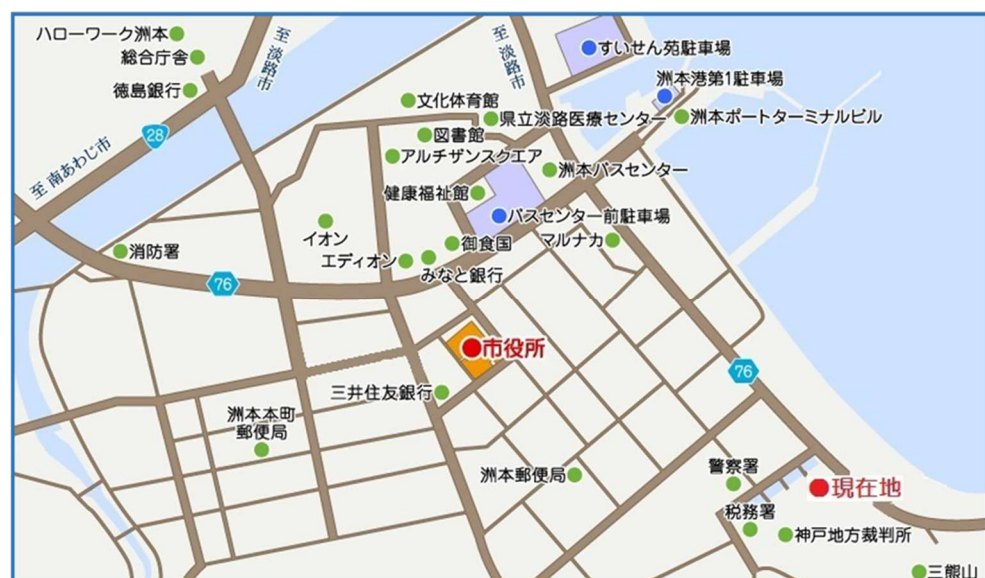 ハローワーク洲本
総合庁舎
徳島銀行
至 淡路市
至 淡路市
すいせん苑駐車場
洲本港第1駐車場
文化体育館
県立淡路医療センター
洲本ポートターミナルビル
28
図書館
アルチザンスクエア
洲本バスセンター
至 南あわじ市
健康福祉館
バスセンター前駐車場
イオン
御食国
マルナカ
消防署
エディオン
みなと銀行
76
市役所
76
三井住友銀行
洲本本町
郵便局
洲本郵便局
警察署
現在地
税務署
神戸地方裁判所
三熊山